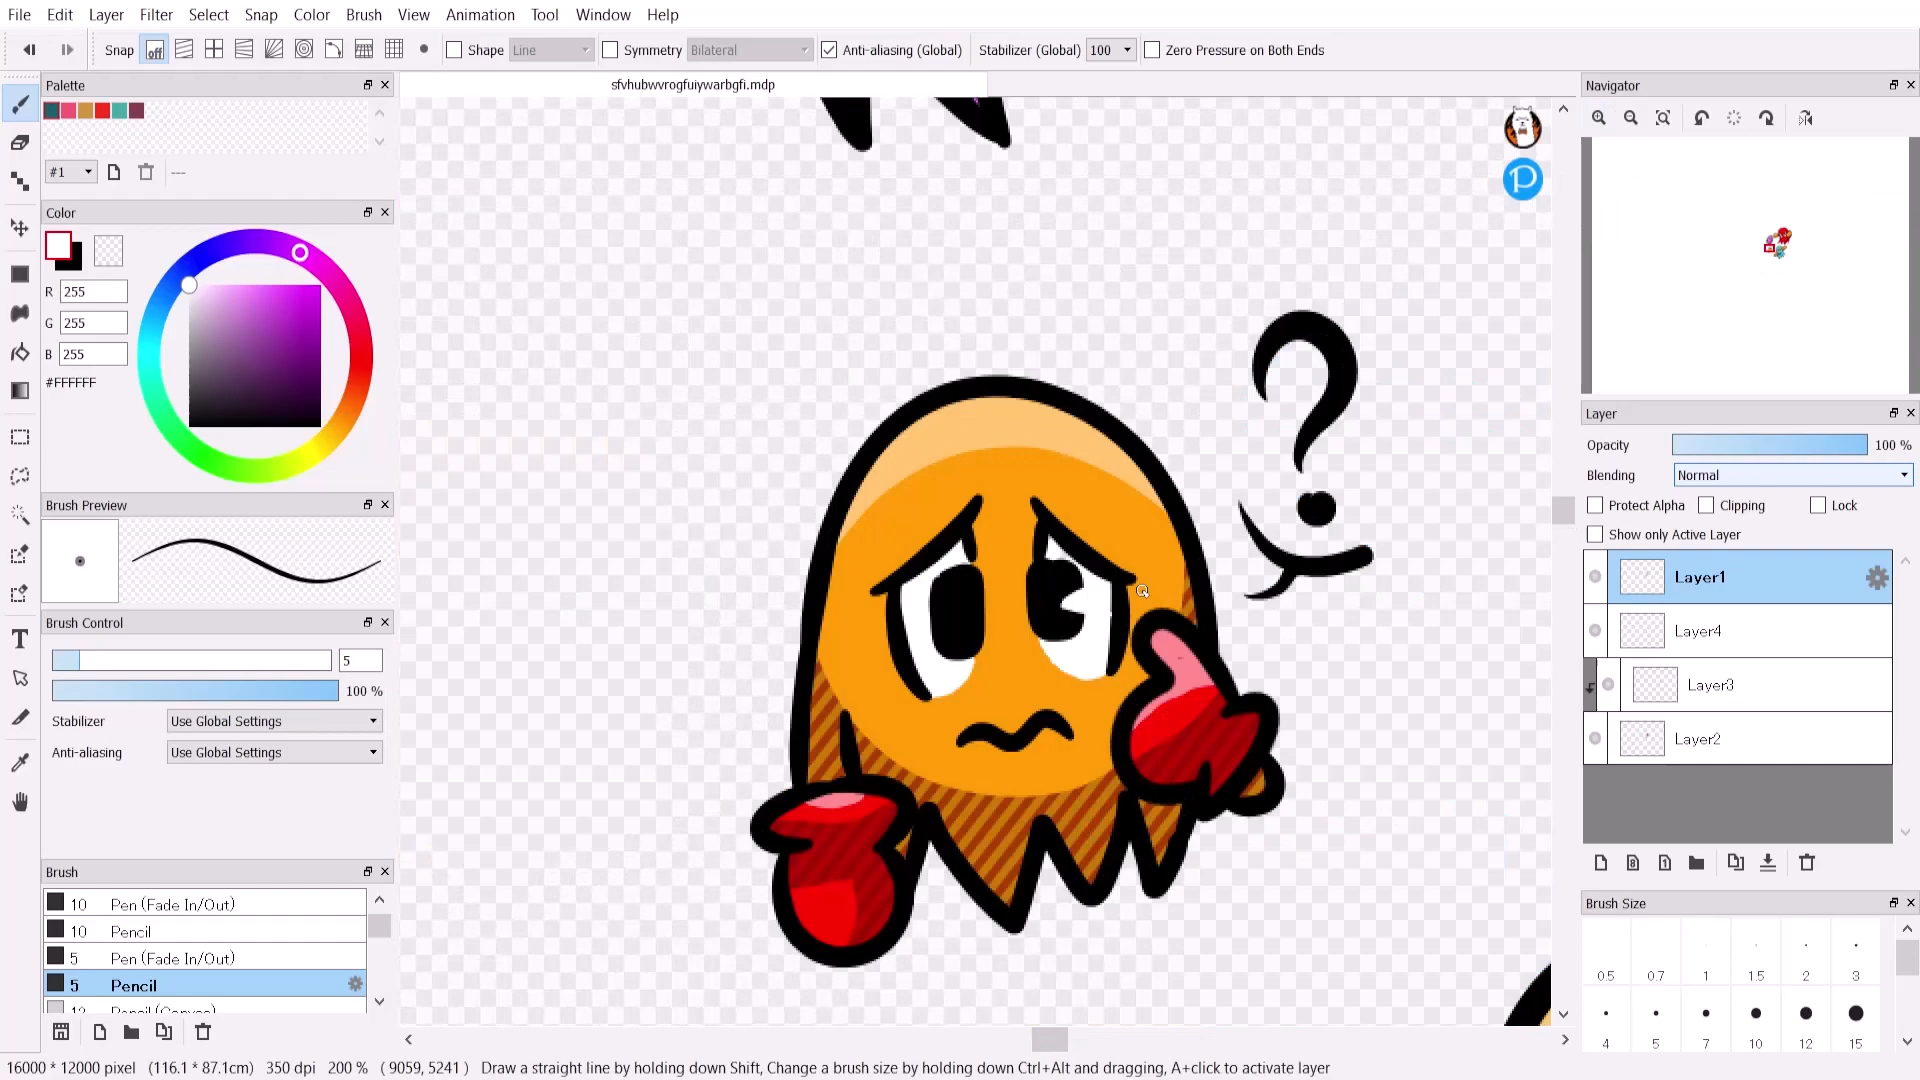 File Edit Layer Filter Select Snap Color Brush View Animation Tool Window Help
Snap off Shape Line Symmetry Bilateral Anti-aliasing (Global) Stabilizer (Global) 100 Zero Pressure on Both Ends
Palette
sfvhubwvrogfuiywarbgfi.mdp
Navigator
#1 ---
Color
R 255
G 255
B 255
#FFFFFF
Brush Preview
Brush Control
5
100 %
Stabilizer Use Global Settings
Anti-aliasing Use Global Settings
Brush
10 Pen (Fade In/Out)
10 Pencil
5 Pen (Fade In/Out)
5 Pencil
12 Pencil (Canvas)
?
P
Layer
Opacity 100 %
Blending Normal
Protect Alpha Clipping Lock
Show only Active Layer
Layer1
Layer4
Layer3
Layer2
8 1
Brush Size
0.5 0.7 1 1.5 2 3
4 5 7 10 12 15
T
16000 * 12000 pixel (116.1 * 87.1cm) 350 dpi 200 % ( 9059, 5241 ) Draw a straight line by holding down Shift, Change a brush size by holding down Ctrl+Alt and dragging, A+click to activate layer